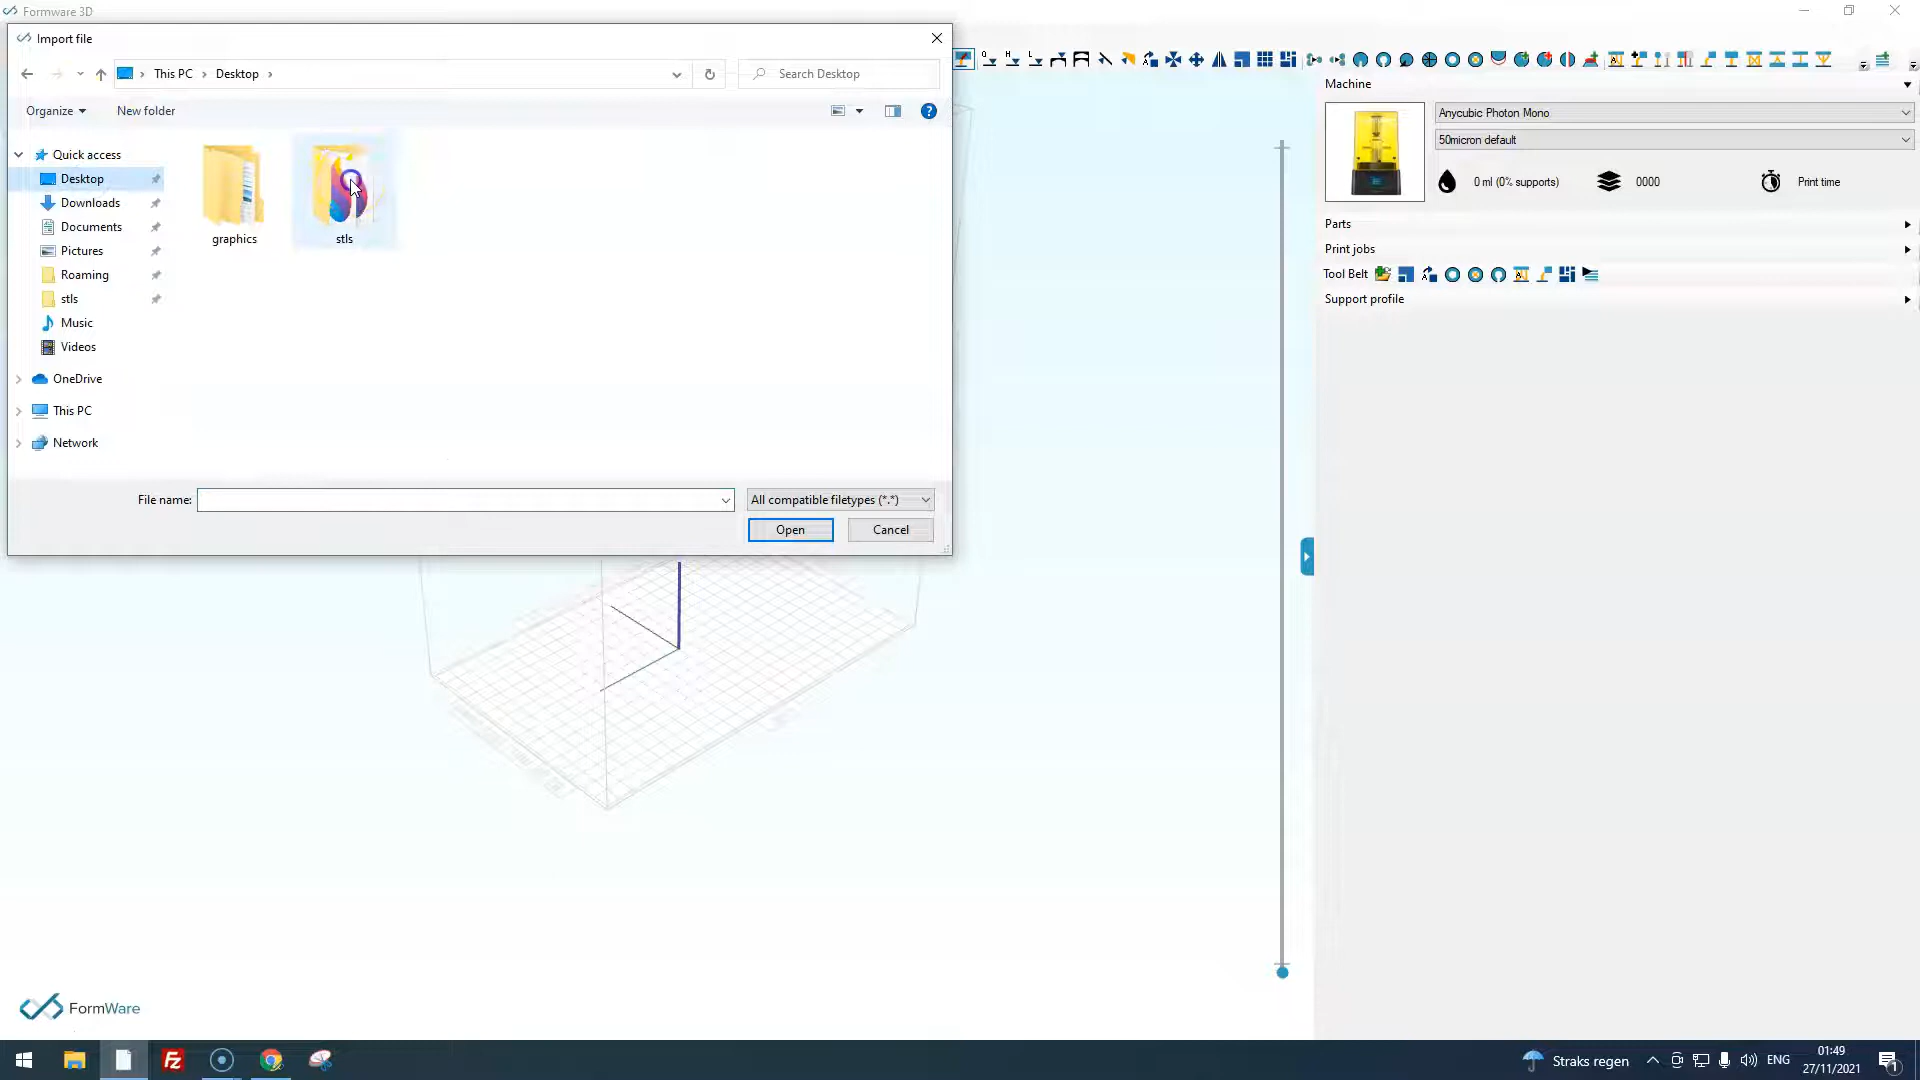 Formware 3D
Import file
This PC
Desktop
Search Desktop
Organize
New folder
Quick access
Desktop
Downloads
Documents
Pictures
Roaming
stls
Music
Videos
OneDrive
This PC
Network
graphics
stls
File name:
All compatible filetypes (*.*)
Open
Cancel
Machine
Anycubic Photon Mono
50micron default
0 ml (0% supports)
0000
Print time
Parts
Print jobs
Tool Belt
Support profile
FormWare
Straks regen
ENG
01:49
27/11/2021
1